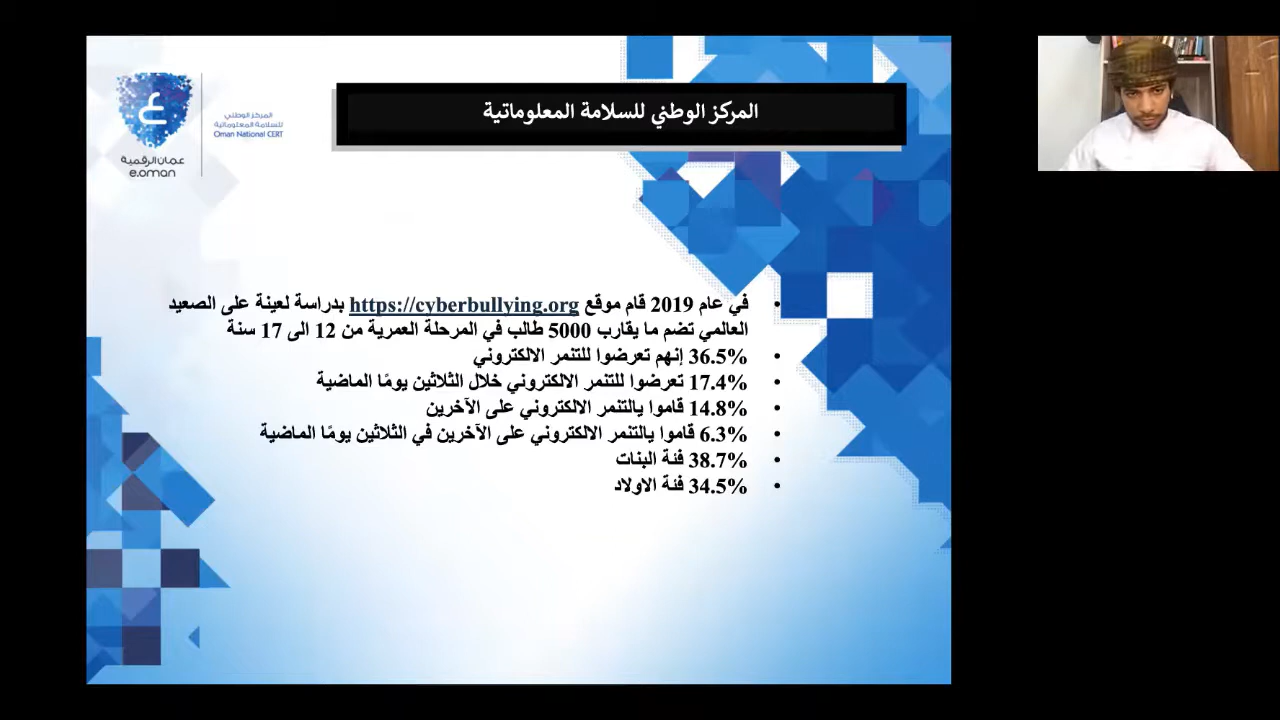 المركز الوطني للسلامة المعلوماتية
المركز الوطني
للسلامة المعلوماتية
Oman National CERT
عمان الرقمية
e.oman
• في عام 2019 قام موقع https://cyberbullying.org بدراسة لعينة على الصعيد
العالمي تضم ما يقارب 5000 طالب في المرحلة العمرية من 12 الى 17 سنة
• 36.5% إنهم تعرضوا للتنمر الالكتروني
• 17.4% تعرضوا للتنمر الالكتروني خلال الثلاثين يومًا الماضية
• 14.8% قاموا يالتنمر الالكتروني على الآخرين
• 6.3% قاموا يالتنمر الالكتروني على الآخرين في الثلاثين يومًا الماضية
• 38.7% فئة البنات
• 34.5% فئة الاولاد